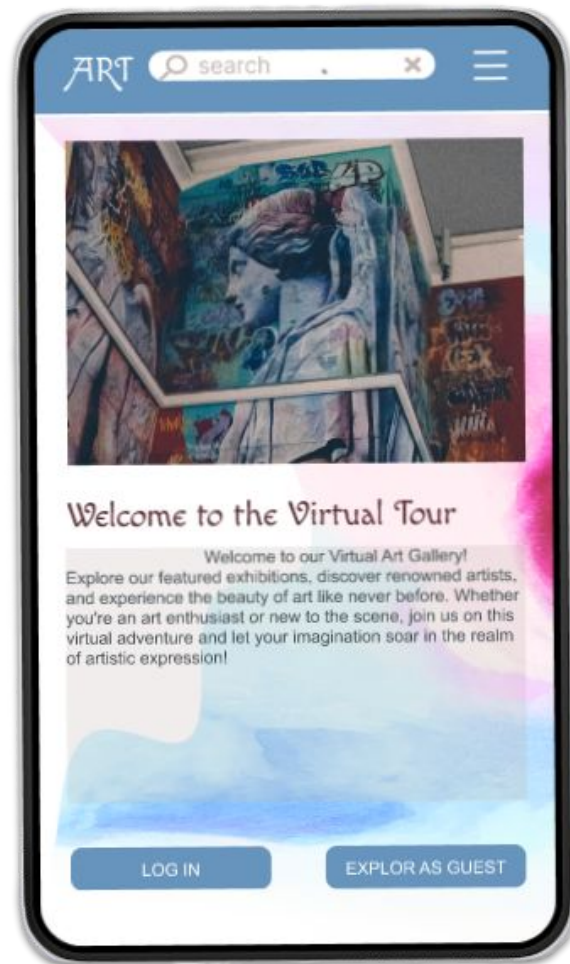 ART
search
Welcome to the Virtual Tour
Welcome to our Virtual Art Gallery!
Explore our featured exhibitions, discover renowned artists,
and experience the beauty of art like never before. Whether
you're an art enthusiast or new to the scene, join us on this
virtual adventure and let your imagination soar in the realm
of artistic expression!
LOG IN
EXPLOR AS GUEST